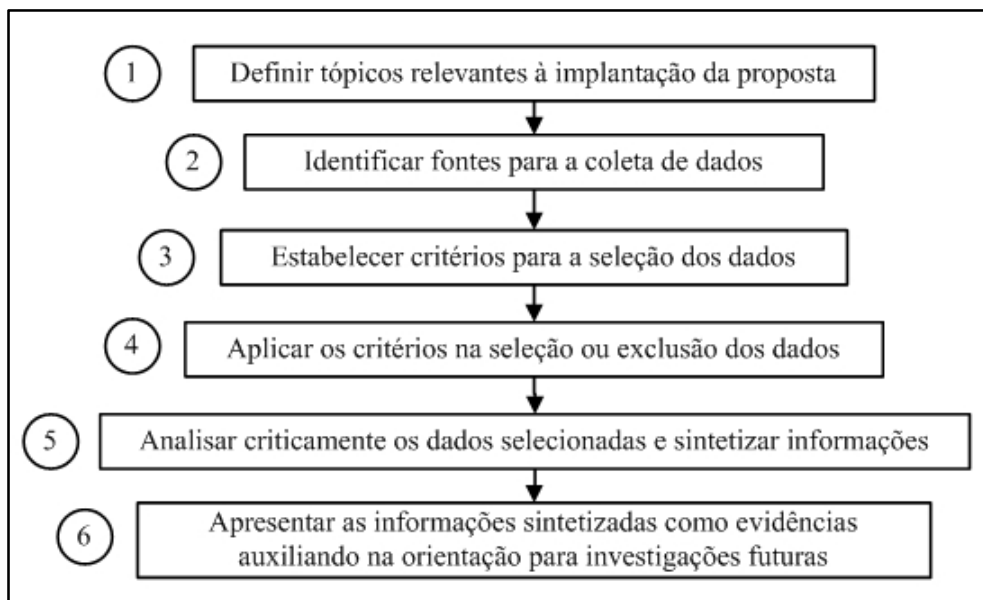 1
Definir tópicos relevantes à implantação da proposta
2
Identificar fontes para a coleta de dados
3
Estabelecer critérios para a seleção dos dados
4
Aplicar os critérios na seleção ou exclusão dos dados
5
Analisar criticamente os dados selecionadas e sintetizar informações
6
Apresentar as informações sintetizadas como evidências
auxiliando na orientação para investigações futuras